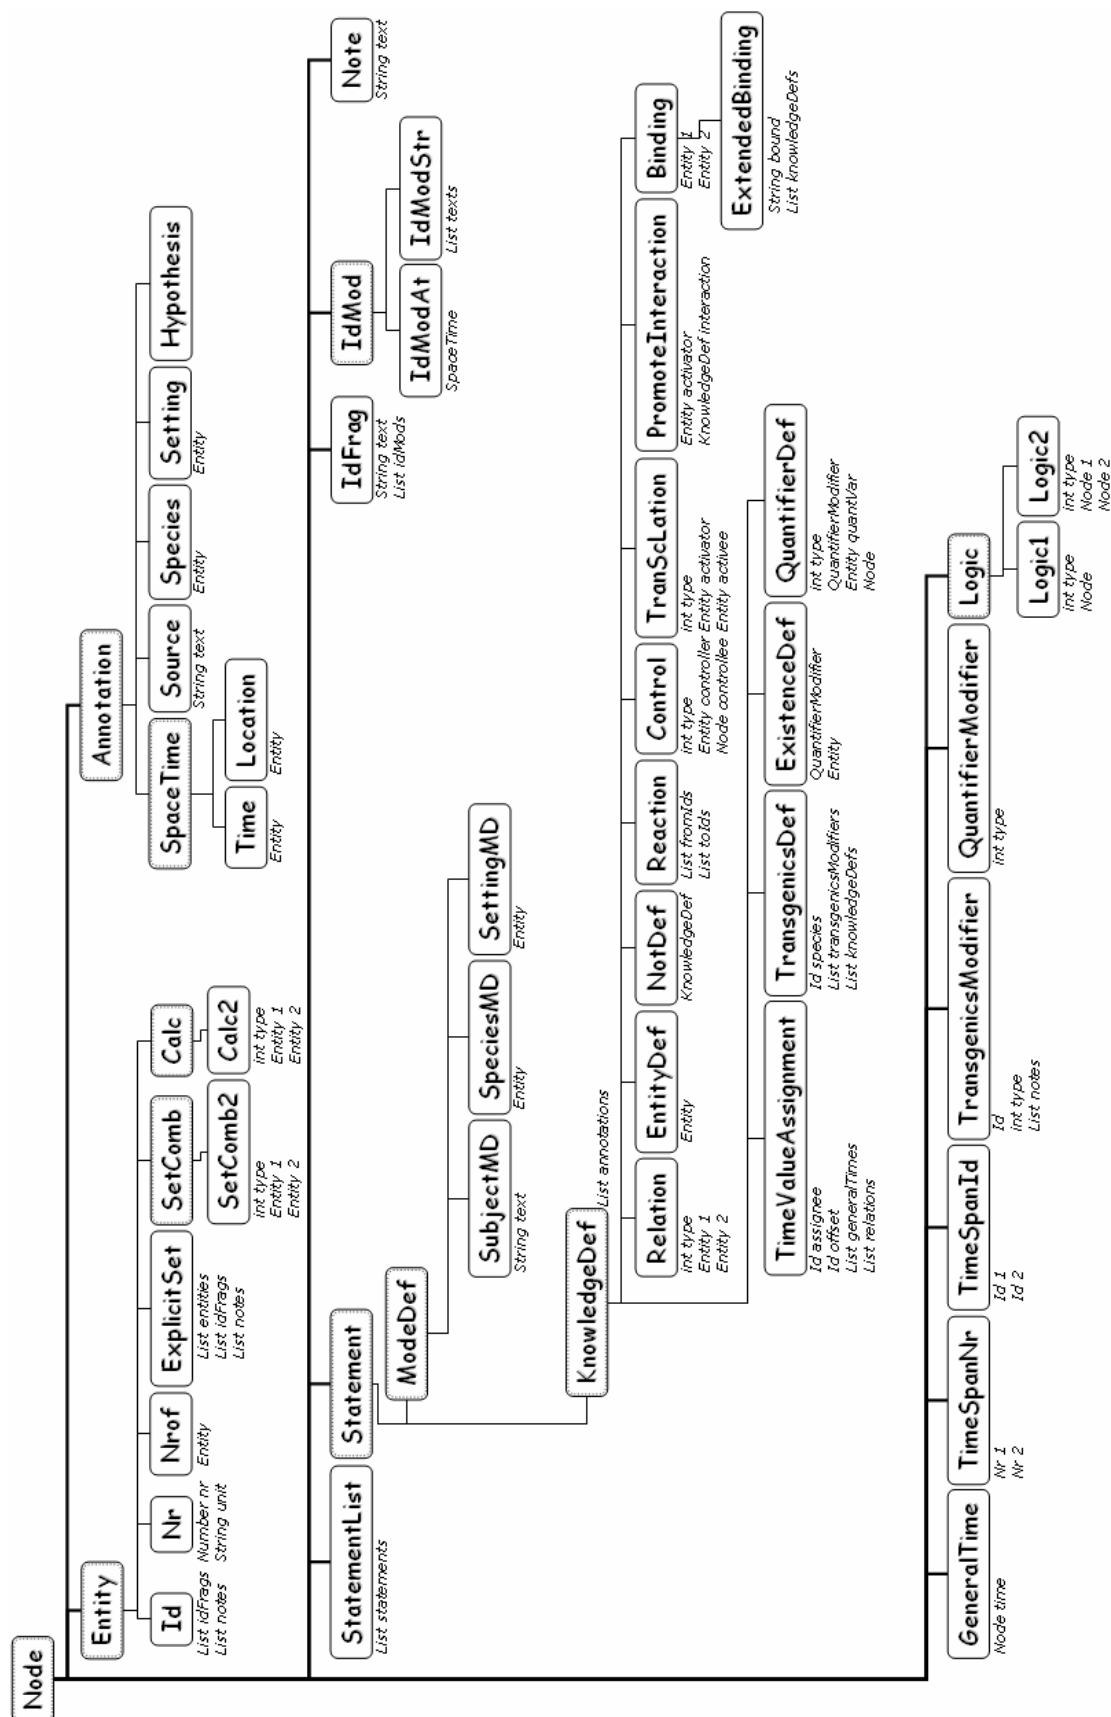 Node
Entity
Annotation
Id
List idFrags
List notes
Nr
Number nr
String unit
Nrof
Entity
ExplicitSet
List entities
List idFrags
List notes
SetComb
SetComb2
int type
Entity 1
Entity 2
Calc
Calc2
int type
Entity 1
Entity 2
SpaceTime
Time
Entity
Location
Entity
Source
String text
Species
Entity
Setting
Entity
Hypothesis
StatementList
List statements
Statement
IdFrag
String text
List idMods
IdMod
IdModAt
SpaceTime
IdModStr
List texts
Note
String text
ModeDef
SubjectMD
String text
SpeciesMD
Entity
SettingMD
Entity
KnowledgeDef
List annotations
Relation
int type
Entity 1
Entity 2
EntityDef
Entity
NotDef
KnowledgeDef
Reaction
List fromIds
List toIds
Control
int type
Entity controller
Node controllee
TranScLation
int type
Entity activator
Entity activee
PromoteInteraction
Entity activator
KnowledgeDef interaction
Binding
Entity 1
Entity 2
ExtendedBinding
String bound
List knowledgeDefs
TimeValueAssignment
Id assignee
Id offset
List generalTimes
List relations
TransgenicsDef
Id species
List transgenicsModifiers
List knowledgeDefs
ExistenceDef
QuantifierModifier
Entity
QuantifierDef
int type
QuantifierModifier
Entity quantVar
Node
GeneralTime
Node time
TimeSpanNr
Nr 1
Nr 2
TimeSpanId
Id 1
Id 2
TransgenicsModifier
Id
int type
List notes
QuantifierModifier
int type
Logic
Logic1
int type
Node
Logic2
int type
Node 1
Node 2